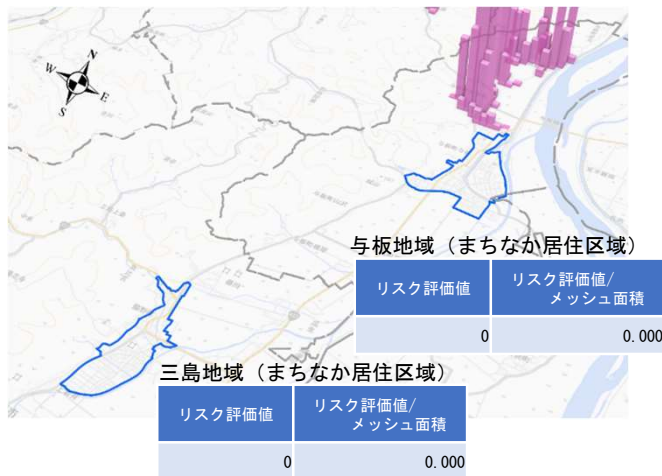 N
W
E
S
与板地域（まちなか居住区域）
リスク評価値
リスク評価値/
メッシュ面積
0
0.000
三島地域（まちなか居住区域）
リスク評価値
リスク評価値/
メッシュ面積
0
0.000